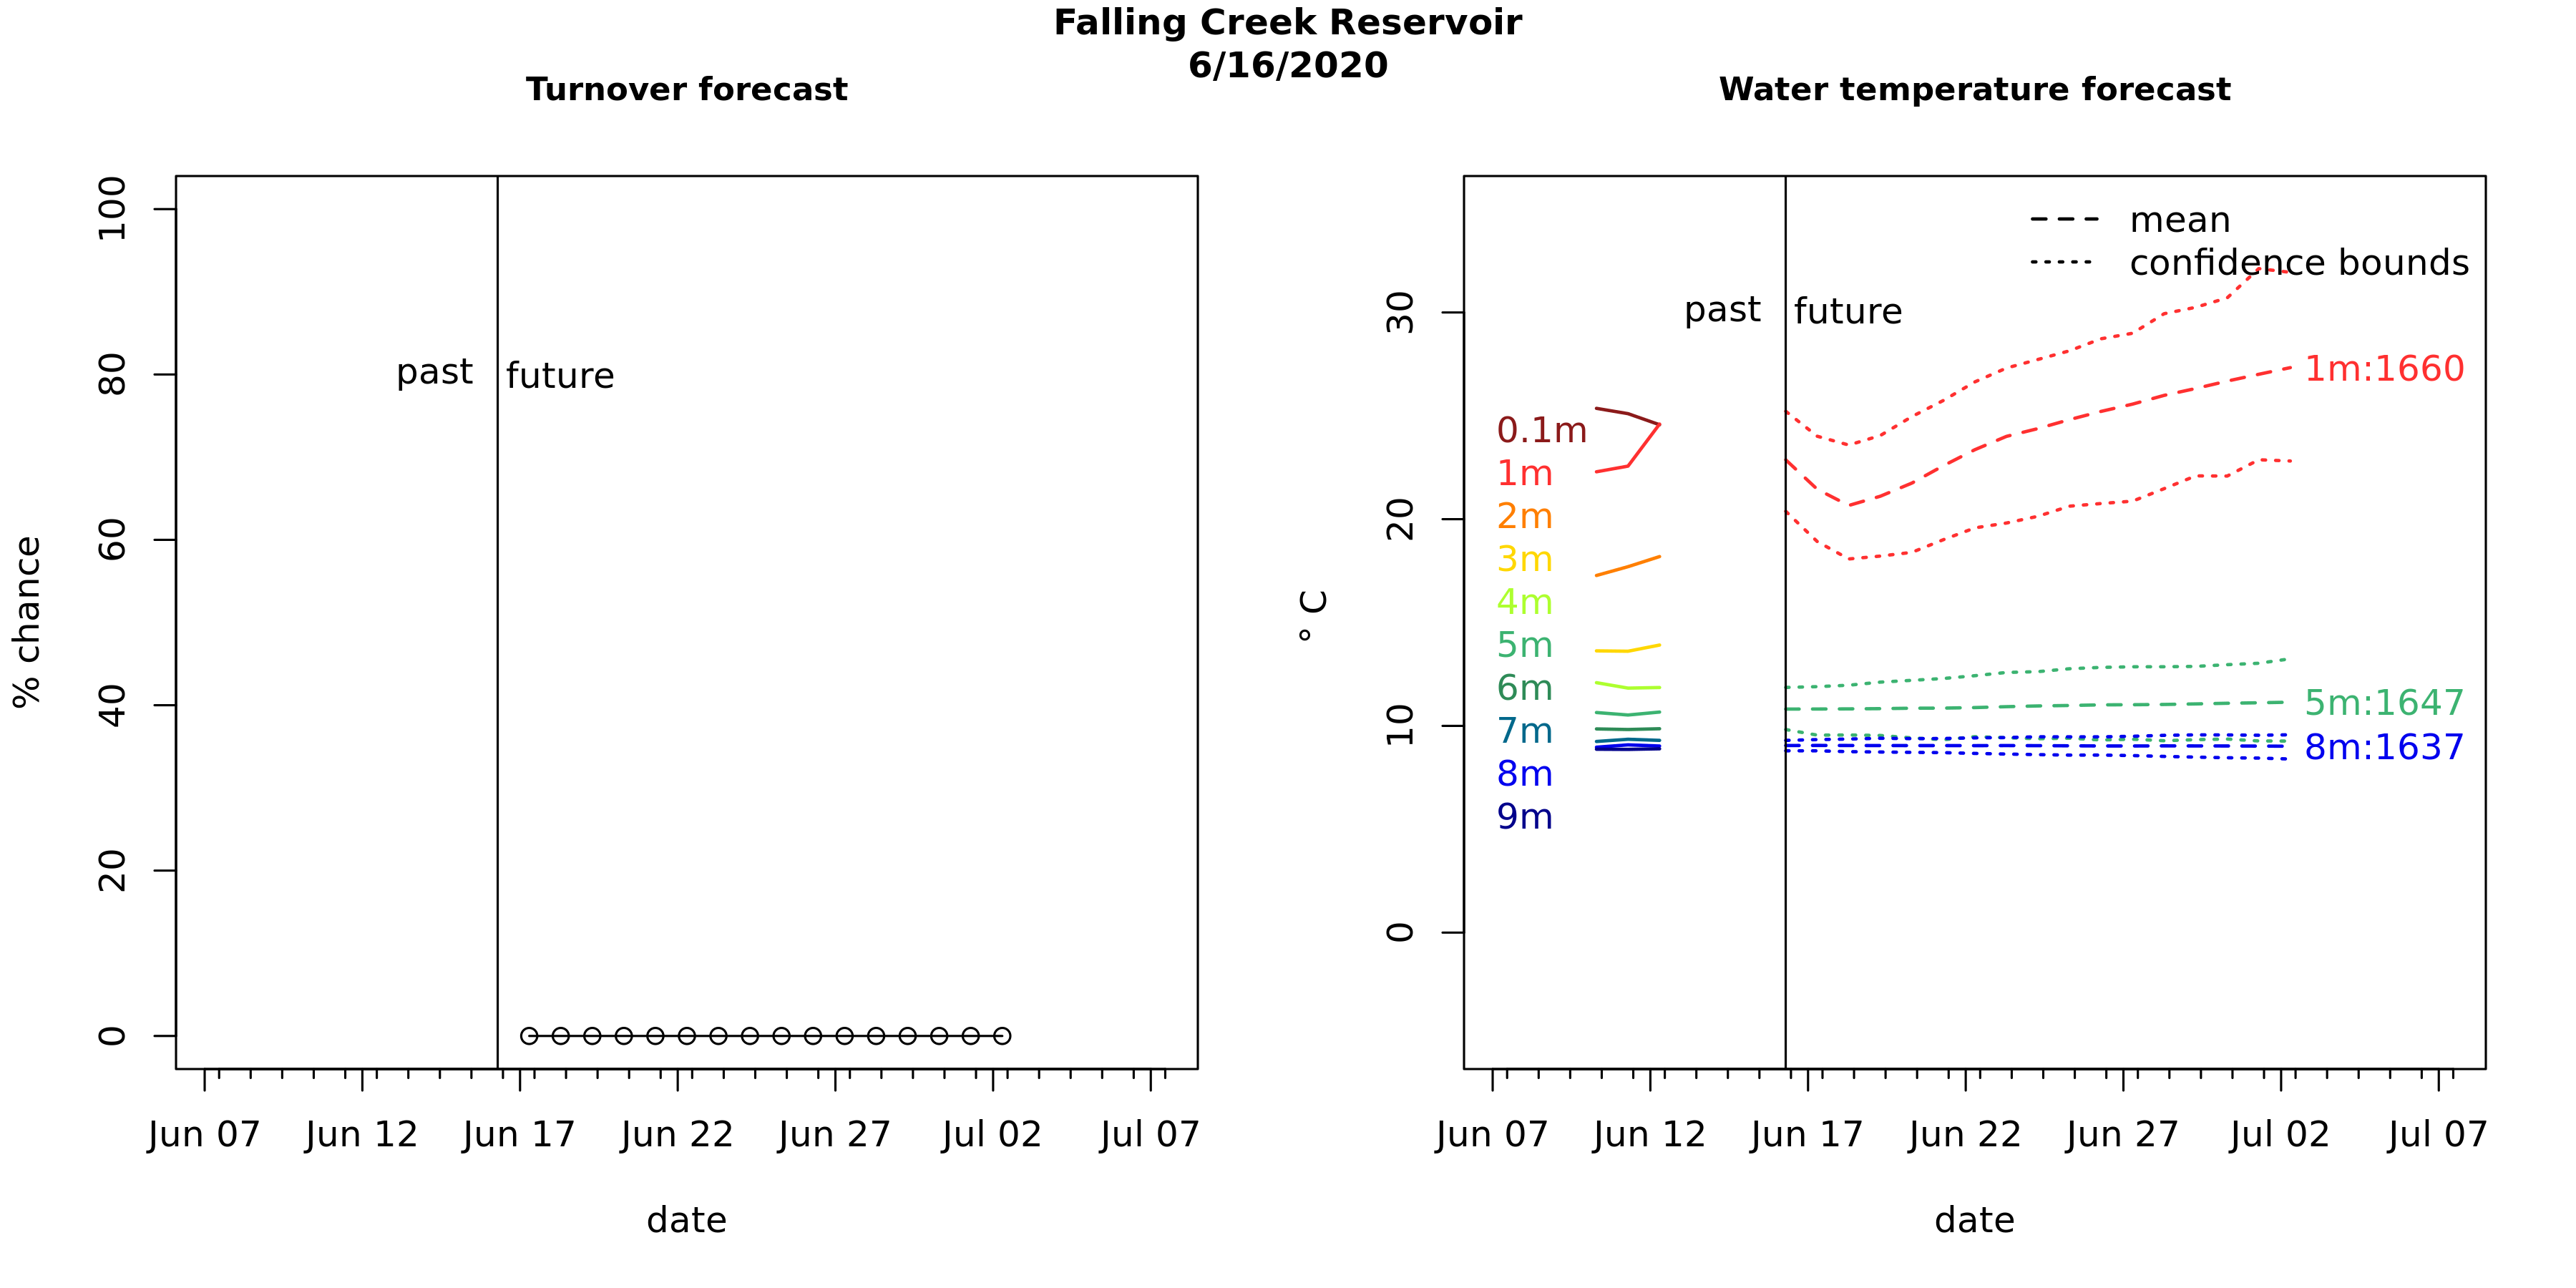 Falling Creek Reservoir
6/16/2020
Turnover forecast
% chance
100
80
60
40
20
0
past future
Jun 07 Jun 12 Jun 17 Jun 22 Jun 27 Jul 02 Jul 07
date
Water temperature forecast
° C
30
20
10
0
mean
confidence bounds
past future
0.1m
1m
2m
3m
4m
5m
6m
7m
8m
9m
1m:1660
5m:1647
8m:1637
Jun 07 Jun 12 Jun 17 Jun 22 Jun 27 Jul 02 Jul 07
date